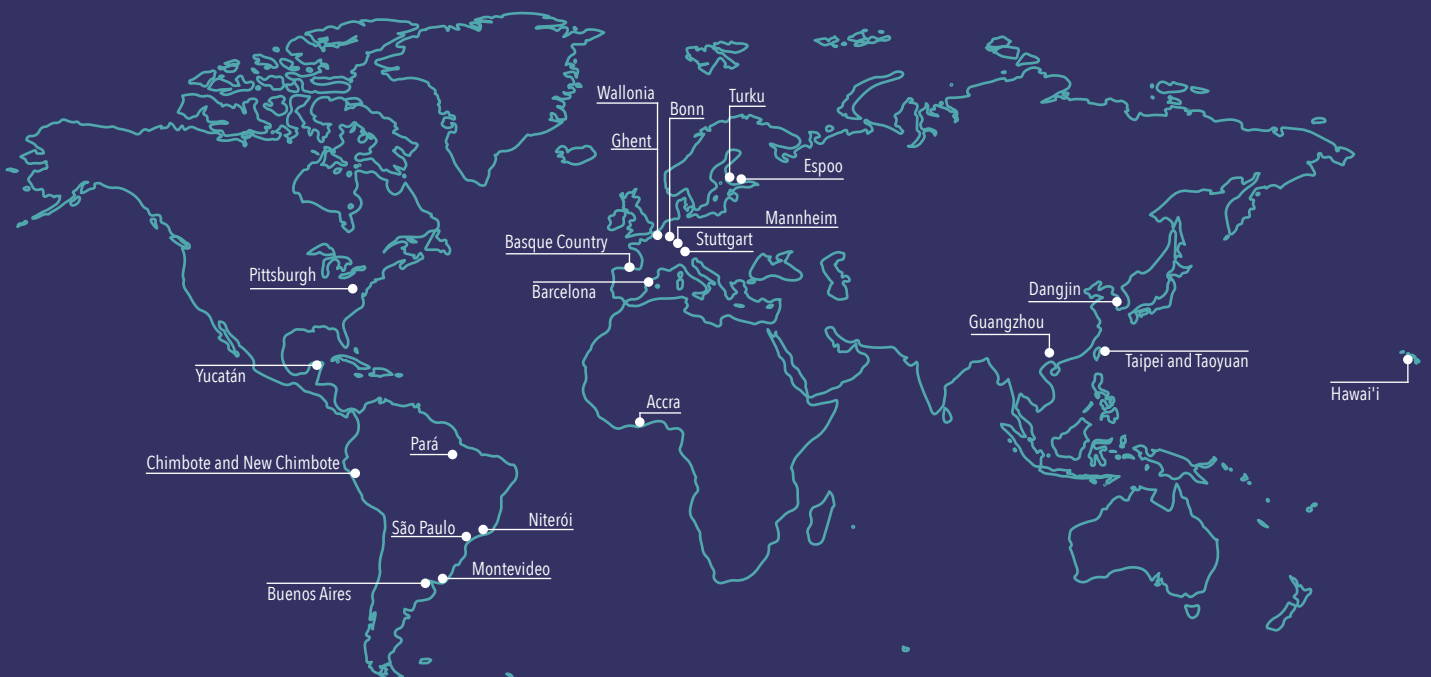 Wallonia
Bonn
Turku
Ghent
Espoo
Mannheim
Basque Country
Stuttgart
Pittsburgh
Barcelona
Dangjin
Guangzhou
Yucatán
Taipei and Taoyuan
Hawai'i
Accra
Pará
Chimbote and New Chimbote
São Paulo
Niterói
Montevideo
Buenos Aires